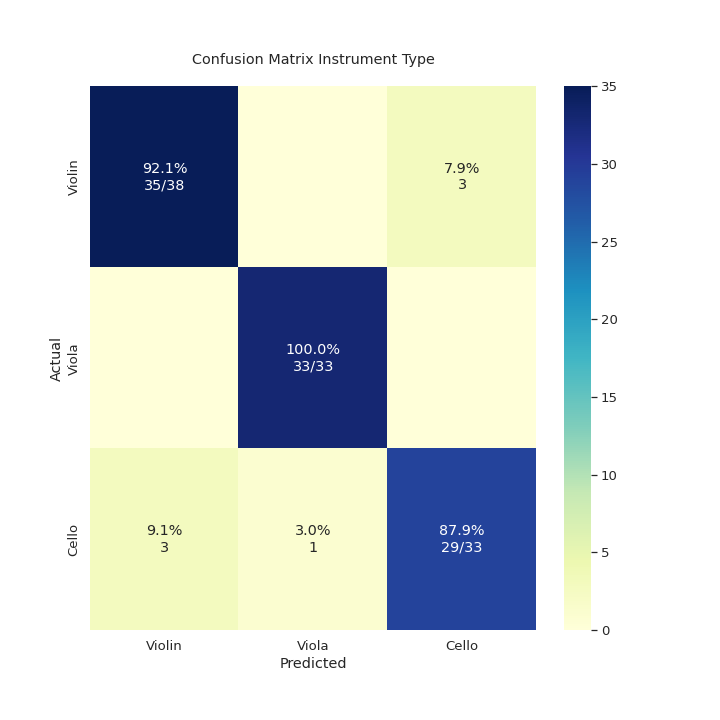 Confusion Matrix Instrument Type
Actual
Violin
92.1%
35/38
7.9%
3
Viola
100.0%
33/33
Cello
9.1%
3
3.0%
1
87.9%
29/33
Violin
Viola
Cello
Predicted
35
30
25
20
15
10
5
0